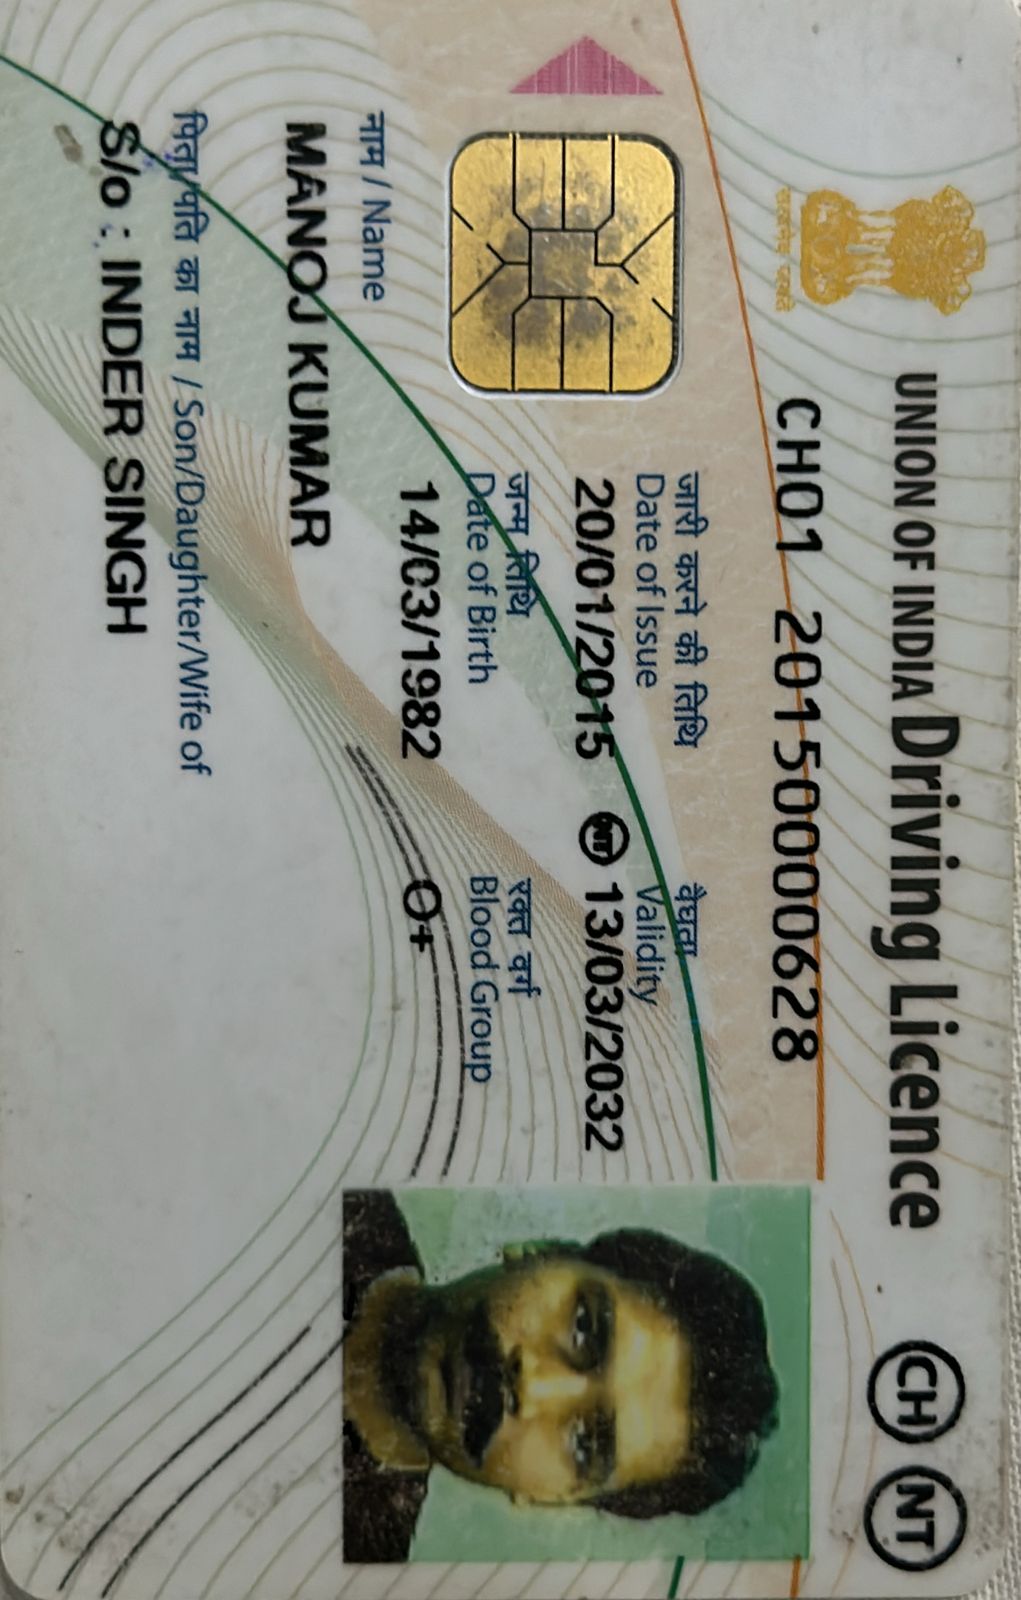 UNION OF INDIA Driving Licence
CH NT
सत्यमेव जयते
CH01 20150000628
जारी करने की तिथि वैधता
Date of Issue Validity
20/01/2015 NT 13/03/2032
जन्म तिथि रक्त वर्ग
Date of Birth Blood Group
14/03/1982 O+
नाम / Name
MANOJ KUMAR
पिता/पति का नाम / Son/Daughter/Wife of
S/o : INDER SINGH